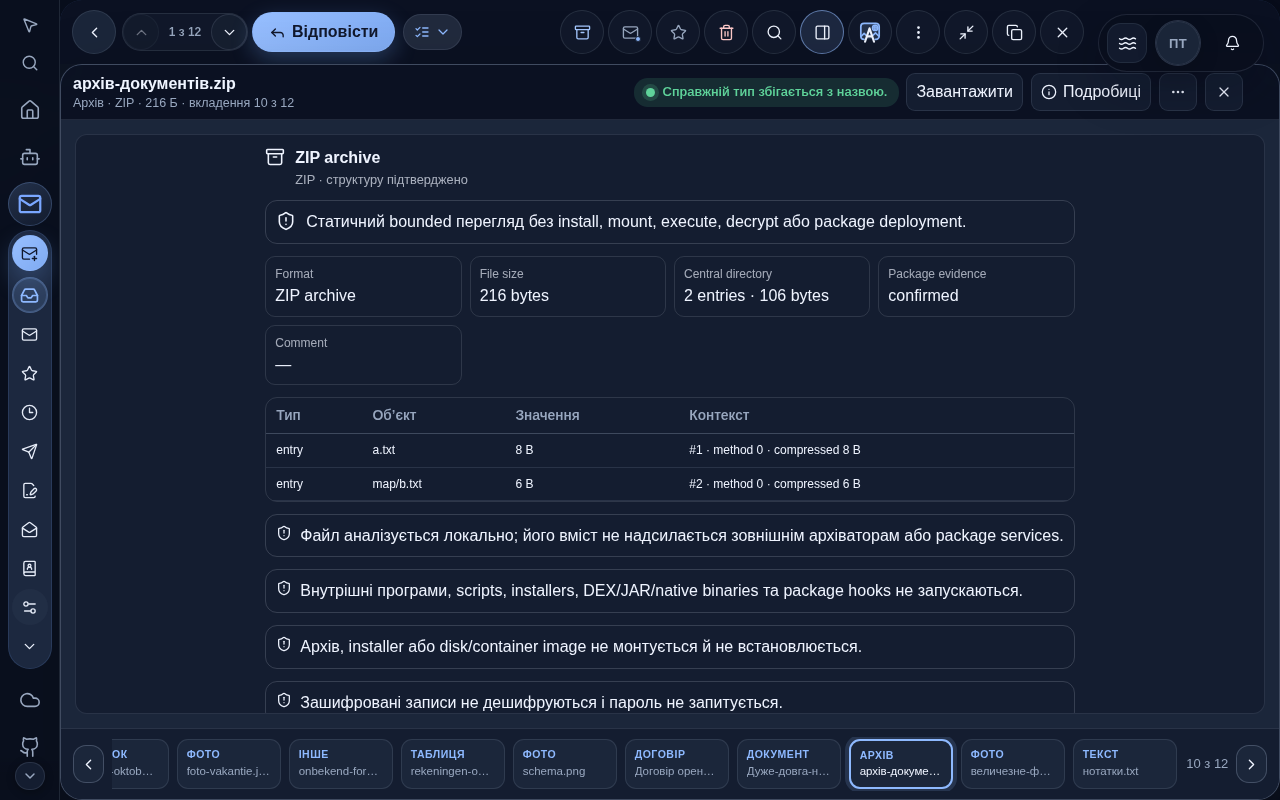 1 з 12
Відповісти
ПТ
архів-документів.zip
Архів · ZIP · 216 Б · вкладення 10 з 12
Справжній тип збігається з назвою.
Завантажити
Подробиці
ZIP archive
ZIP · структуру підтверджено
Статичний bounded перегляд без install, mount, execute, decrypt або package deployment.
Format
ZIP archive
File size
216 bytes
Central directory
2 entries · 106 bytes
Package evidence
confirmed
Comment
—
Тип Об’єкт Значення Контекст
entry a.txt 8 B #1 · method 0 · compressed 8 B
entry map/b.txt 6 B #2 · method 0 · compressed 6 B
Файл аналізується локально; його вміст не надсилається зовнішнім архіваторам або package services.
Внутрішні програми, scripts, installers, DEX/JAR/native binaries та package hooks не запускаються.
Архів, installer або disk/container image не монтується й не встановлюється.
Зашифровані записи не дешифруються і пароль не запитується.
ОК
-oktob…
ФОТО
foto-vakantie.j…
ІНШЕ
onbekend-for…
ТАБЛИЦЯ
rekeningen-o…
ФОТО
schema.png
ДОГОВІР
Договір орен…
ДОКУМЕНТ
Дуже-довга-н…
АРХІВ
архів-докуме…
ФОТО
величезне-ф…
ТЕКСТ
нотатки.txt
10 з 12